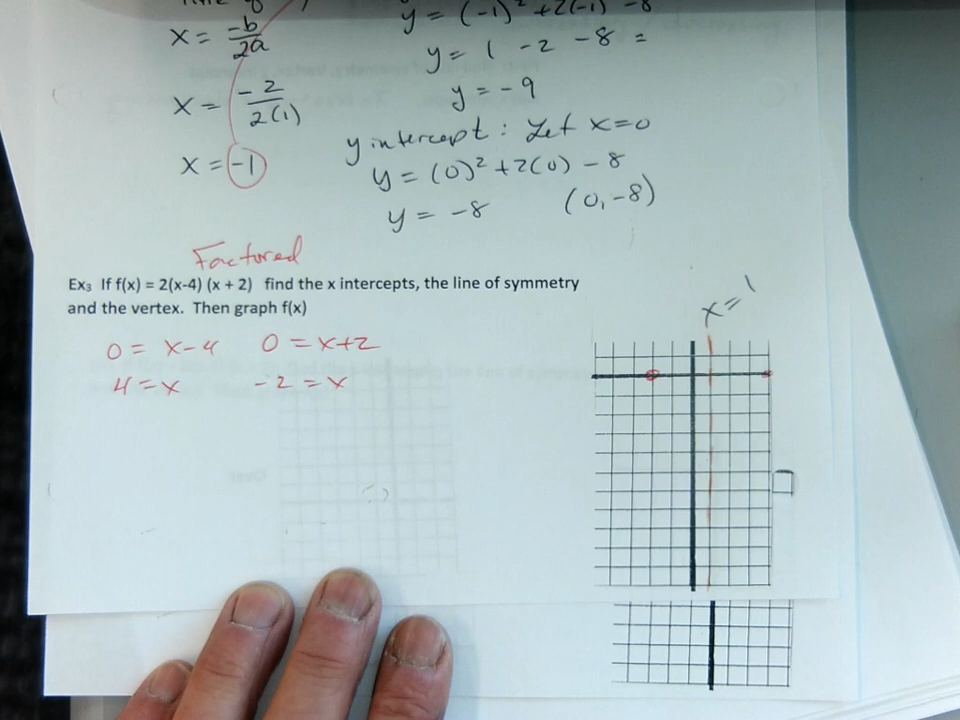 x = -b/2a
y = (-1)² + 2(-1) - 8
y = 1 - 2 - 8 =
x = -2/2(1)
y = -9
x = -1
y intercept : Let x=0
y = (0)² + 2(0) - 8
y = -8 (0, -8)
Factored
Ex3 If f(x) = 2(x-4) (x + 2) find the x intercepts, the line of symmetry
and the vertex. Then graph f(x)
x = 1
0 = x-4 0 = x+2
4 = x -2 = x